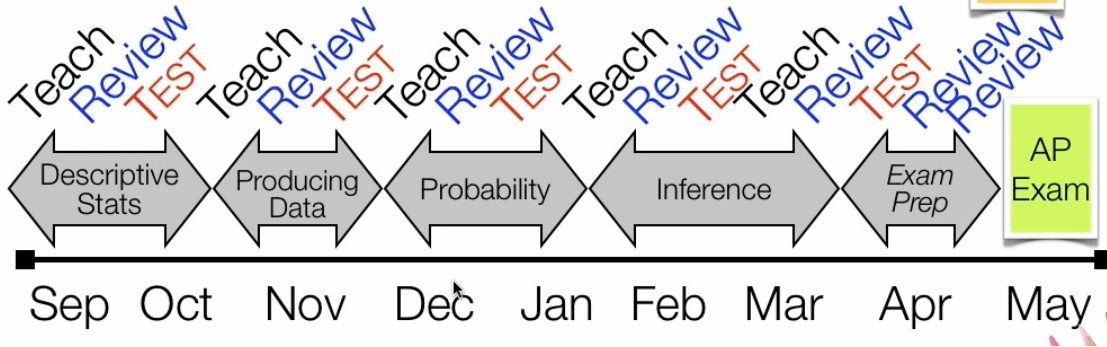 Teach Review TEST Teach Review TEST Teach Review TEST Teach Review TEST Teach Review TEST Review Review
Descriptive
Stats
Producing
Data
Probability
Inference
Exam
Prep
AP
Exam
Sep Oct Nov Dec Jan Feb Mar Apr May